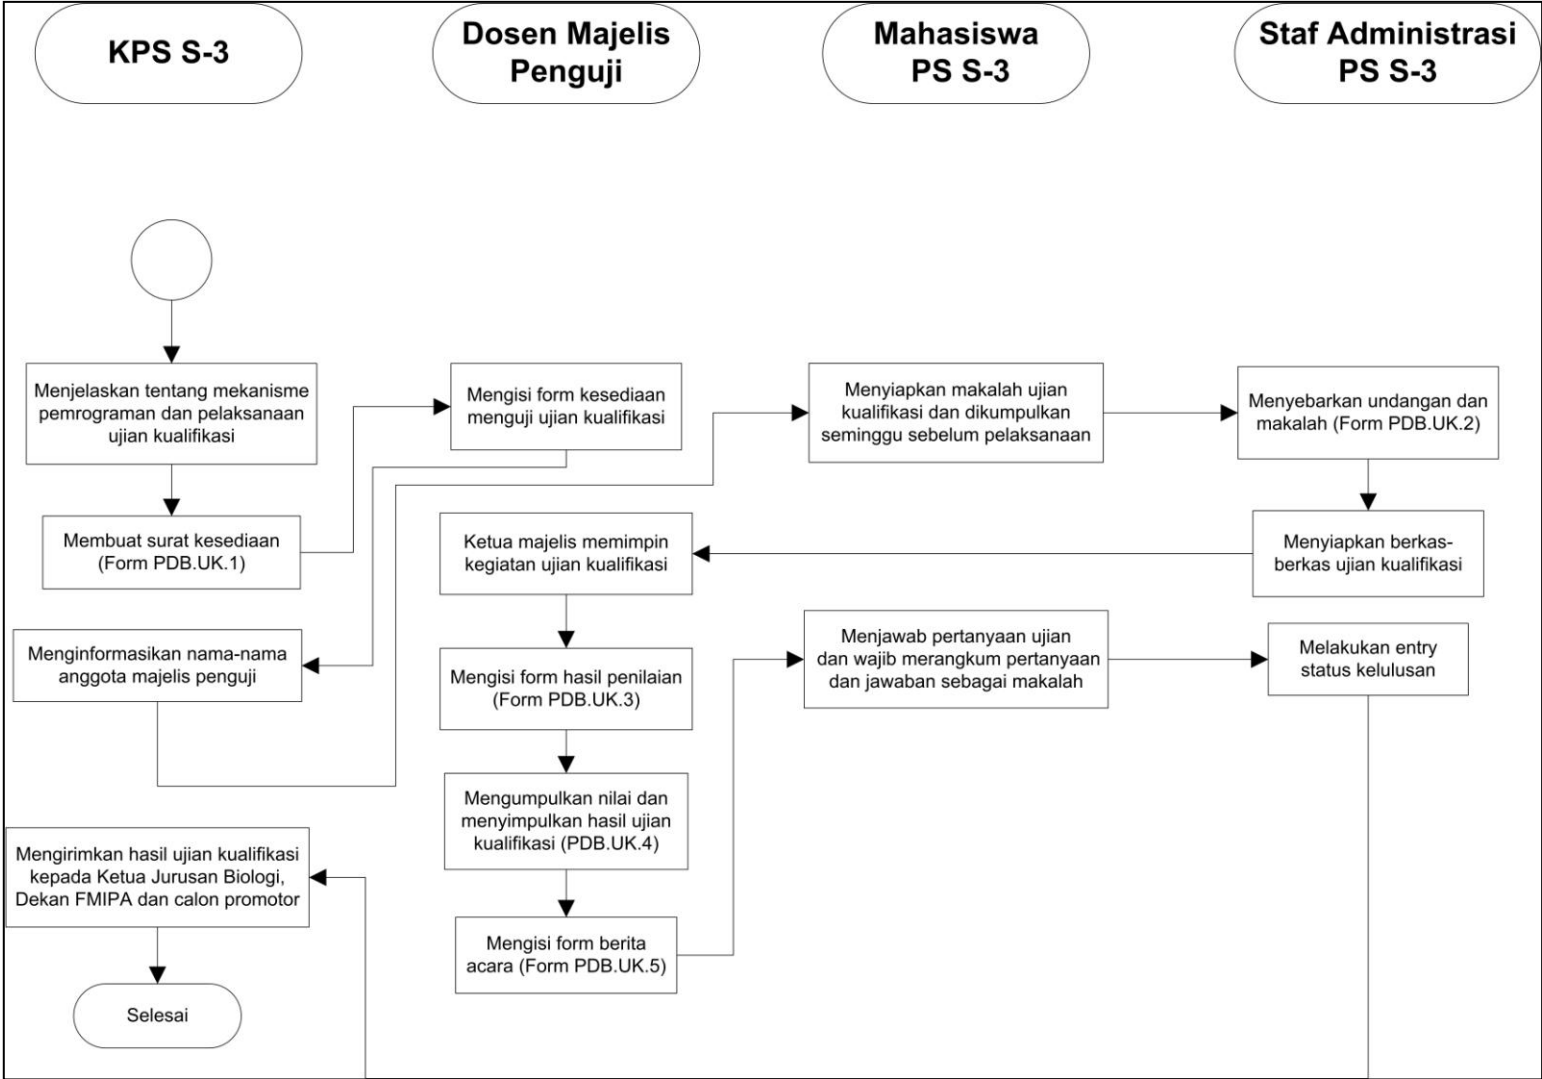 KPS S-3
Dosen Majelis
Penguji
Mahasiswa
PS S-3
Staf Administrasi
PS S-3
Menjelaskan tentang mekanisme
pemrograman dan pelaksanaan
ujian kualifikasi
Mengisi form kesediaan
menguji ujian kualifikasi
Menyiapkan makalah ujian
kualifikasi dan dikumpulkan
seminggu sebelum pelaksanaan
Menyebarkan undangan dan
makalah (Form PDB.UK.2)
Membuat surat kesediaan
(Form PDB.UK.1)
Ketua majelis memimpin
kegiatan ujian kualifikasi
Menyiapkan berkas-
berkas ujian kualifikasi
Menginformasikan nama-nama
anggota majelis penguji
Mengisi form hasil penilaian
(Form PDB.UK.3)
Menjawab pertanyaan ujian
dan wajib merangkum pertanyaan
dan jawaban sebagai makalah
Melakukan entry
status kelulusan
Mengumpulkan nilai dan
menyimpulkan hasil ujian
kualifikasi (PDB.UK.4)
Mengirimkan hasil ujian kualifikasi
kepada Ketua Jurusan Biologi,
Dekan FMIPA dan calon promotor
Mengisi form berita
acara (Form PDB.UK.5)
Selesai